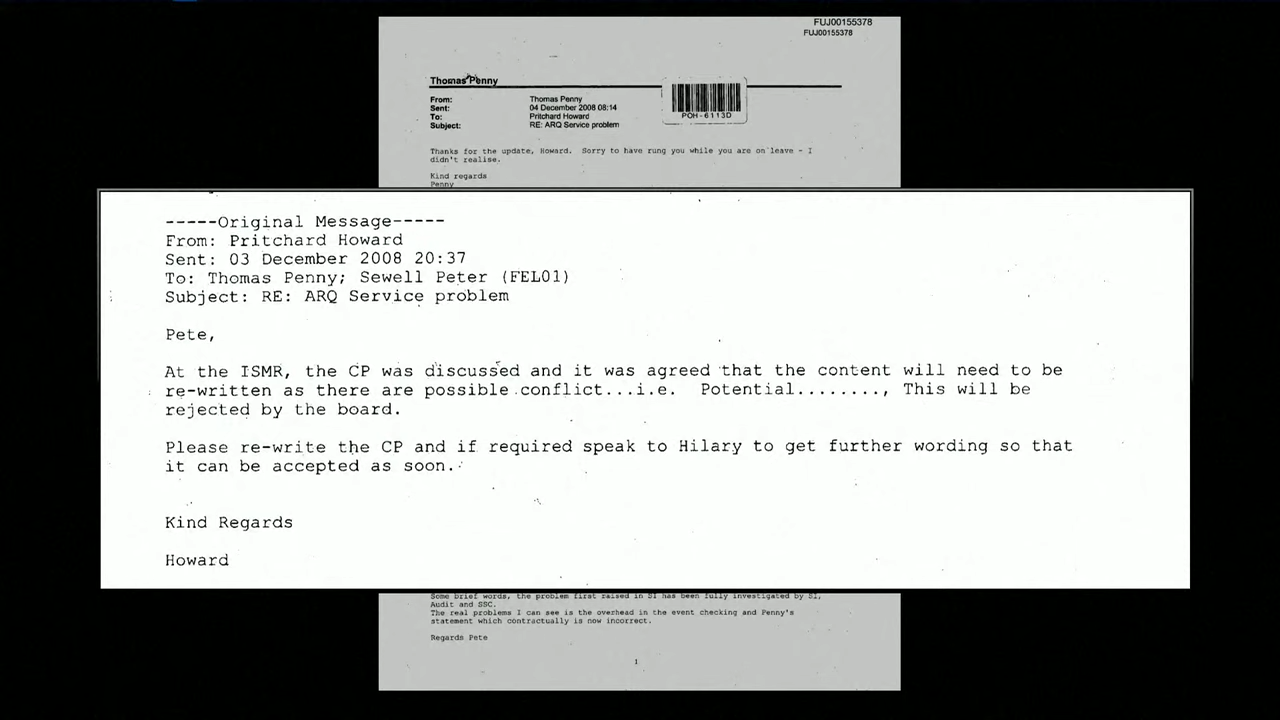 FUJ00155378
FUJ00155378
Thomas Penny
From: Thomas Penny
Sent: 04 December 2008 08:14
To: Pritchard Howard
Subject: RE: ARQ Service problem
POH-6113D
Thanks for the update, Howard. Sorry to have rung you while you are on leave - I
didn't realise.
Kind regards
Penny
-----Original Message-----
From: Pritchard Howard
Sent: 03 December 2008 20:37
To: Thomas Penny; Sewell Peter (FEL01)
Subject: RE: ARQ Service problem
Pete,
At the ISMR, the CP was discussed and it was agreed that the content will need to be
re-written as there are possible conflict...i.e. Potential........, This will be
rejected by the board.
Please re-write the CP and if required speak to Hilary to get further wording so that
it can be accepted as soon.
Kind Regards
Howard
Some brief words, the problem first raised in SI has been fully investigated by SI,
Audit and SSC.
The real problems I can see is the overhead in the event checking and Penny's
statement which contractually is now incorrect.
Regards Pete
1